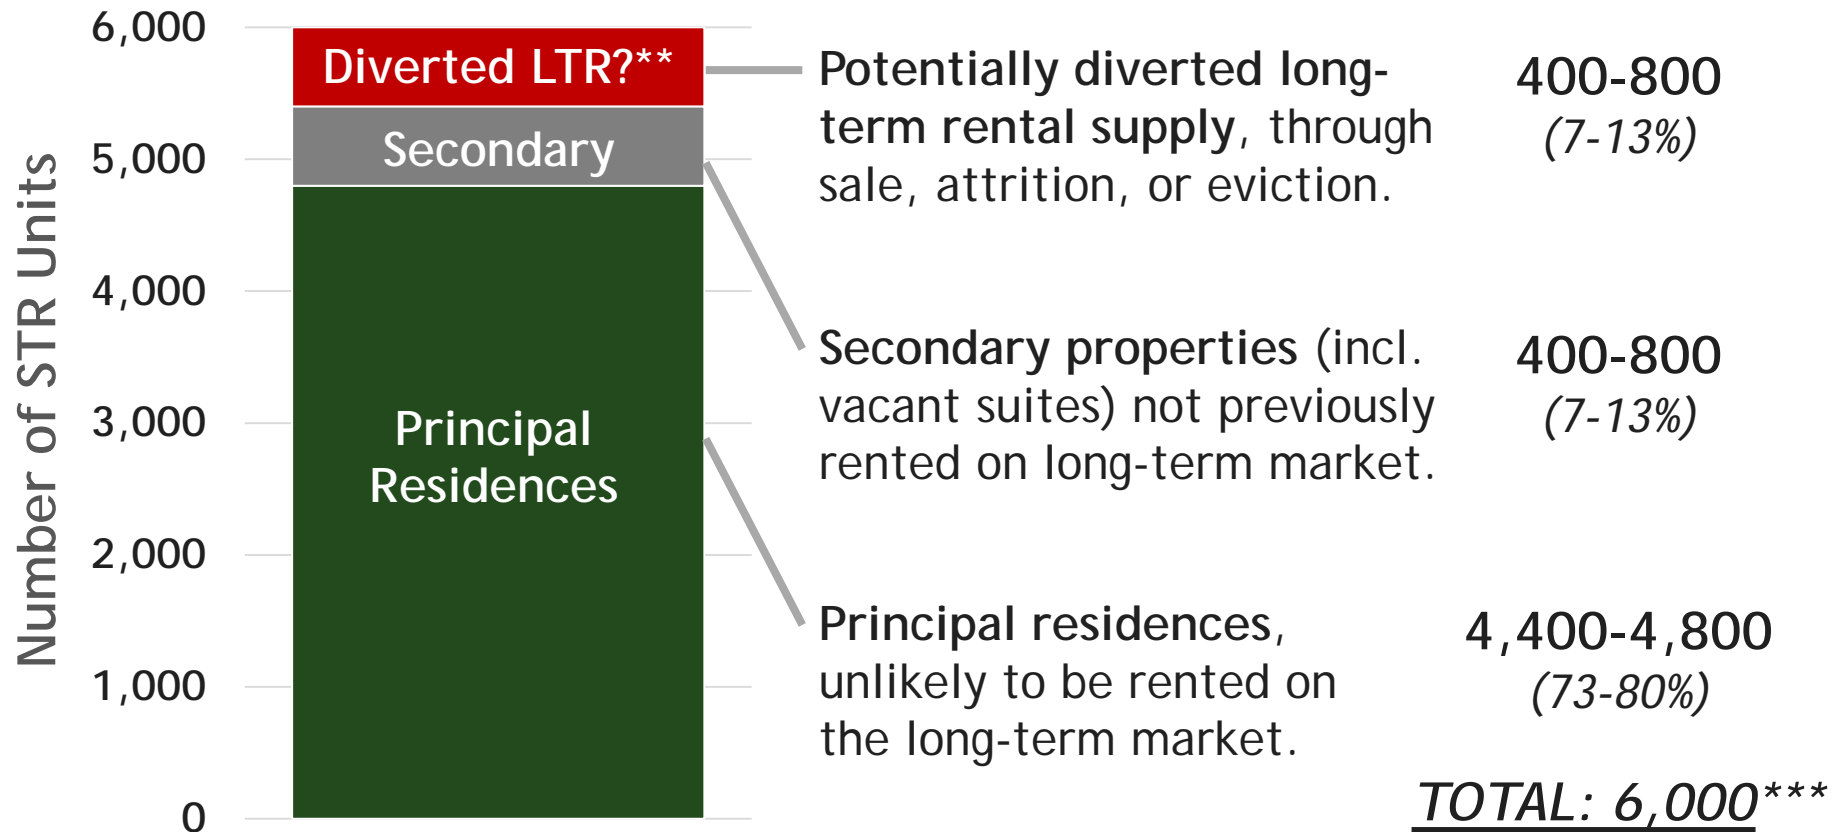 Number of STR Units
6,000
5,000
4,000
3,000
2,000
1,000
0
Diverted LTR?**
Secondary
Principal
Residences
Potentially diverted long-
term rental supply, through
sale, attrition, or eviction.
400-800
(7-13%)
Secondary properties (incl.
vacant suites) not previously
rented on long-term market.
400-800
(7-13%)
Principal residences,
unlikely to be rented on
the long-term market.
4,400-4,800
(73-80%)
TOTAL: 6,000***